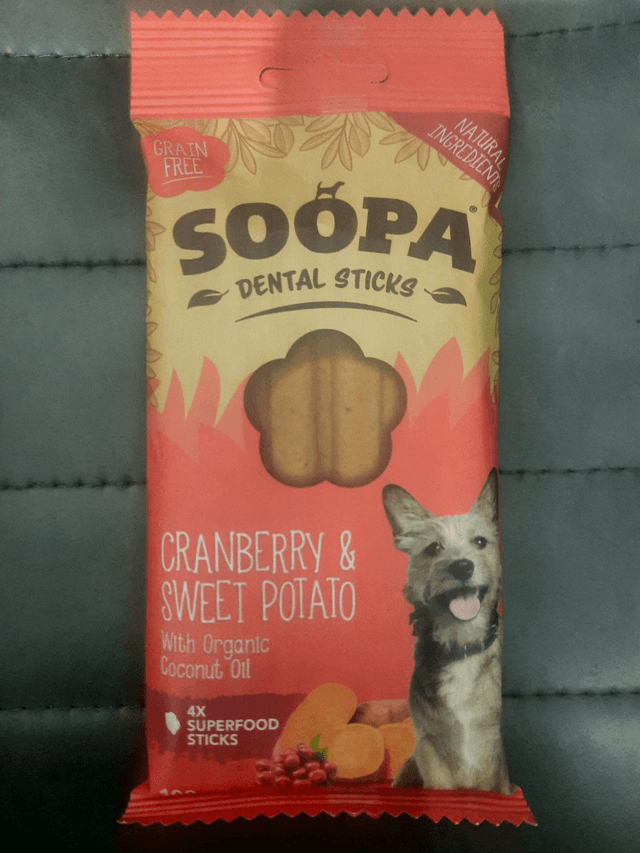 GRAIN
FREE
NATURAL
INGREDIENTS
SOOPA®
DENTAL STICKS
CRANBERRY &
SWEET POTATO
With Organic
Coconut Oil
4X
SUPERFOOD
STICKS